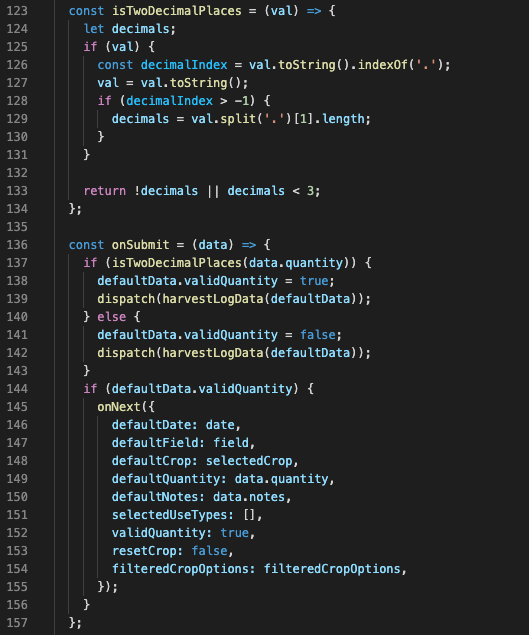 123 const isTwoDecimalPlaces = (val) => {
124 let decimals;
125 if (val) {
126 const decimalIndex = val.toString().indexOf('.');
127 val = val.toString();
128 if (decimalIndex > -1) {
129 decimals = val.split('.')[1].length;
130 }
131 }
132
133 return !decimals || decimals < 3;
134 };
135
136 const onSubmit = (data) => {
137 if (isTwoDecimalPlaces(data.quantity)) {
138 defaultData.validQuantity = true;
139 dispatch(harvestLogData(defaultData));
140 } else {
141 defaultData.validQuantity = false;
142 dispatch(harvestLogData(defaultData));
143 }
144 if (defaultData.validQuantity) {
145 onNext({
146 defaultDate: date,
147 defaultField: field,
148 defaultCrop: selectedCrop,
149 defaultQuantity: data.quantity,
150 defaultNotes: data.notes,
151 selectedUseTypes: [],
152 validQuantity: true,
153 resetCrop: false,
154 filteredCropOptions: filteredCropOptions,
155 });
156 }
157 };